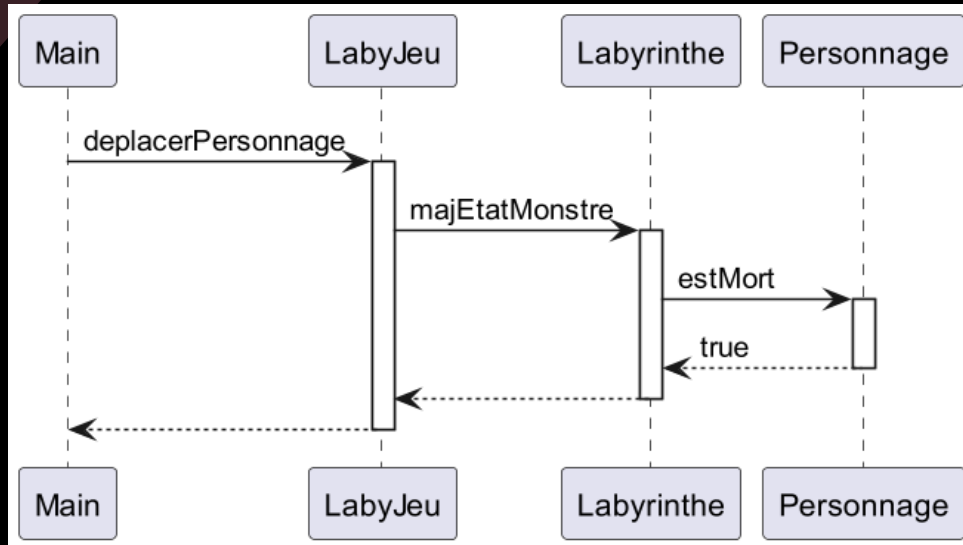 Main
LabyJeu
Labyrinthe
Personnage
deplacerPersonnage
majEtatMonstre
estMort
true
Main
LabyJeu
Labyrinthe
Personnage